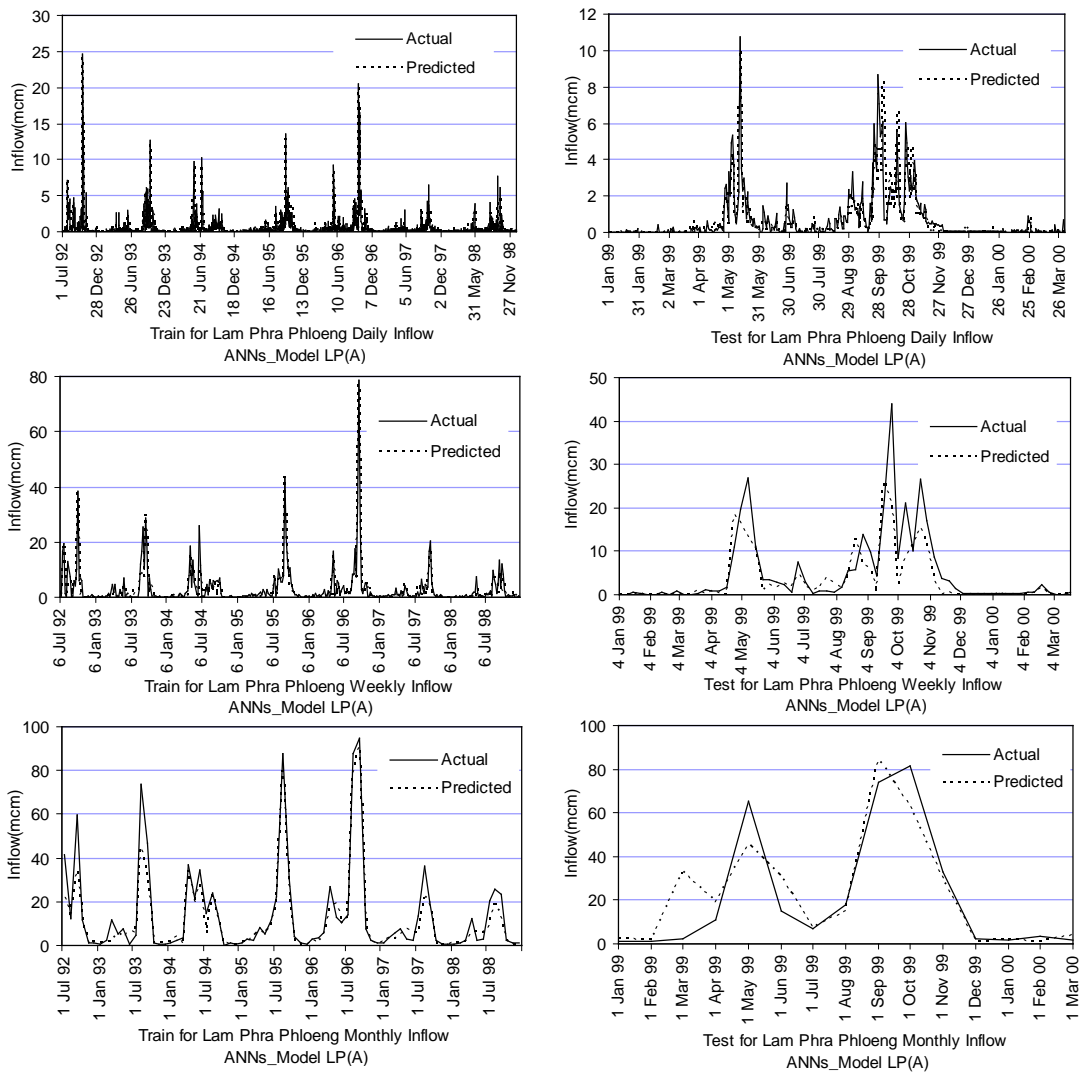 30
25
20
15
10
5
0
Inflow(mcm)
Actual
Predicted
1 Jul 92
28 Dec 92
26 Jun 93
23 Dec 93
21 Jun 94
18 Dec 94
16 Jun 95
13 Dec 95
10 Jun 96
7 Dec 96
5 Jun 97
2 Dec 97
31 May 98
27 Nov 98
Train for Lam Phra Phloeng Daily Inflow
ANNs_Model LP(A)
12
10
8
6
4
2
0
Inflow(mcm)
Actual
Predicted
1 Jan 99
31 Jan 99
2 Mar 99
1 Apr 99
1 May 99
31 May 99
30 Jun 99
30 Jul 99
29 Aug 99
28 Sep 99
28 Oct 99
27 Nov 99
27 Dec 99
26 Jan 00
25 Feb 00
26 Mar 00
Test for Lam Phra Phloeng Daily Inflow
ANNs_Model LP(A)
80
60
40
20
0
Inflow(mcm)
Actual
Predicted
6 Jul 92
6 Jan 93
6 Jul 93
6 Jan 94
6 Jul 94
6 Jan 95
6 Jul 95
6 Jan 96
6 Jul 96
6 Jan 97
6 Jul 97
6 Jan 98
6 Jul 98
Train for Lam Phra Phloeng Weekly Inflow
ANNs_Model LP(A)
50
40
30
20
10
0
Inflow(mcm)
Actual
Predicted
4 Jan 99
4 Feb 99
4 Mar 99
4 Apr 99
4 May 99
4 Jun 99
4 Jul 99
4 Aug 99
4 Sep 99
4 Oct 99
4 Nov 99
4 Dec 99
4 Jan 00
4 Feb 00
4 Mar 00
Test for Lam Phra Phloeng Weekly Inflow
ANNs_Model LP(A)
100
80
60
40
20
0
Inflow(mcm)
Actual
Predicted
1 Jul 92
1 Jan 93
1 Jul 93
1 Jan 94
1 Jul 94
1 Jan 95
1 Jul 95
1 Jan 96
1 Jul 96
1 Jan 97
1 Jul 97
1 Jan 98
1 Jul 98
Train for Lam Phra Phloeng Monthly Inflow
ANNs_Model LP(A)
100
80
60
40
20
0
Inflow(mcm)
Actual
Predicted
1 Jan 99
1 Feb 99
1 Mar 99
1 Apr 99
1 May 99
1 Jun 99
1 Jul 99
1 Aug 99
1 Sep 99
1 Oct 99
1 Nov 99
1 Dec 99
1 Jan 00
1 Feb 00
1 Mar 00
Test for Lam Phra Phloeng Monthly Inflow
ANNs_Model LP(A)